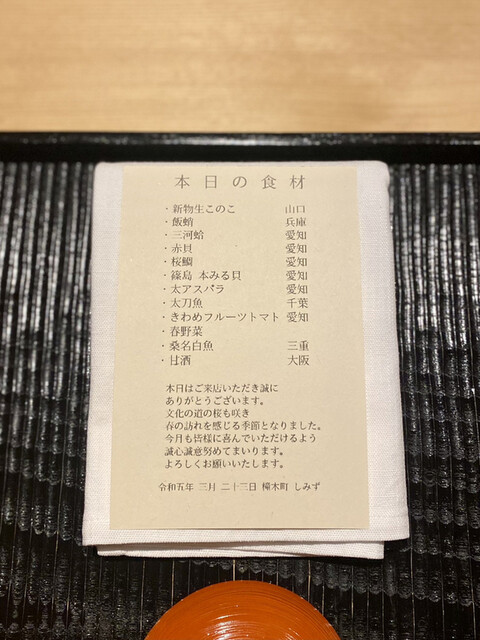 本日の食材
・新物生このこ 山口
・飯蛸 兵庫
・三河蛤 愛知
・赤貝 愛知
・桜鯛 愛知
・篠島 本みる貝 愛知
・太アスパラ 愛知
・太刀魚 千葉
・きわめフルーツトマト 愛知
・春野菜
・桑名白魚 三重
・甘酒 大阪
本日はご来店いただき誠に
ありがとうございます。
文化の道の桜も咲き
春の訪れを感じる季節となりました。
今月も皆様に喜んでいただけるよう
誠心誠意努めてまいります。
よろしくお願いいたします。
令和五年 三月 二十三日 橦木町 しみず